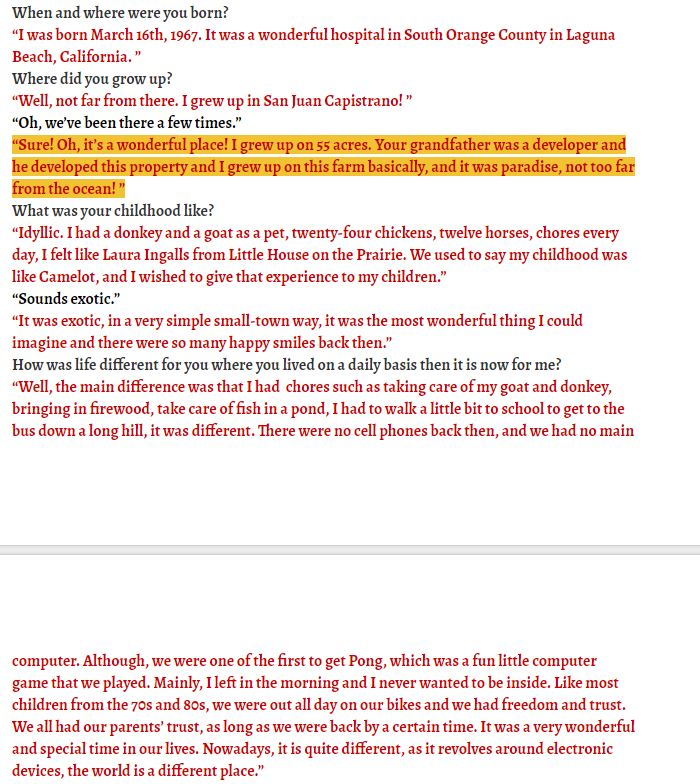 When and where were you born?
“I was born March 16th, 1967. It was a wonderful hospital in South Orange County in Laguna
Beach, California. ”
Where did you grow up?
“Well, not far from there. I grew up in San Juan Capistrano! ”
“Oh, we’ve been there a few times.”
“Sure! Oh, it’s a wonderful place! I grew up on 55 acres. Your grandfather was a developer and
he developed this property and I grew up on this farm basically, and it was paradise, not too far
from the ocean! ”
What was your childhood like?
“Idyllic. I had a donkey and a goat as a pet, twenty-four chickens, twelve horses, chores every
day, I felt like Laura Ingalls from Little House on the Prairie. We used to say my childhood was
like Camelot, and I wished to give that experience to my children.”
“Sounds exotic.”
“It was exotic, in a very simple small-town way, it was the most wonderful thing I could
imagine and there were so many happy smiles back then.”
How was life different for you where you lived on a daily basis then it is now for me?
“Well, the main difference was that I had  chores such as taking care of my goat and donkey,
bringing in firewood, take care of fish in a pond, I had to walk a little bit to school to get to the
bus down a long hill, it was different. There were no cell phones back then, and we had no main
computer. Although, we were one of the first to get Pong, which was a fun little computer
game that we played. Mainly, I left in the morning and I never wanted to be inside. Like most
children from the 70s and 80s, we were out all day on our bikes and we had freedom and trust.
We all had our parents’ trust, as long as we were back by a certain time. It was a very wonderful
and special time in our lives. Nowadays, it is quite different, as it revolves around electronic
devices, the world is a different place.”